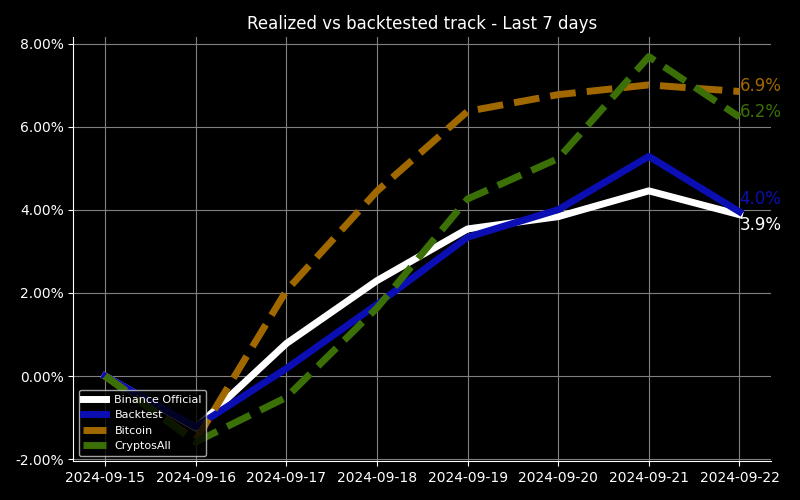 Realized vs backtested track - Last 7 days
8.00%
6.00%
4.00%
2.00%
0.00%
-2.00%
6.9%
6.2%
4.0%
3.9%
Binance Official
Backtest
Bitcoin
CryptosAll
2024-09-15 2024-09-16 2024-09-17 2024-09-18 2024-09-19 2024-09-20 2024-09-21 2024-09-22